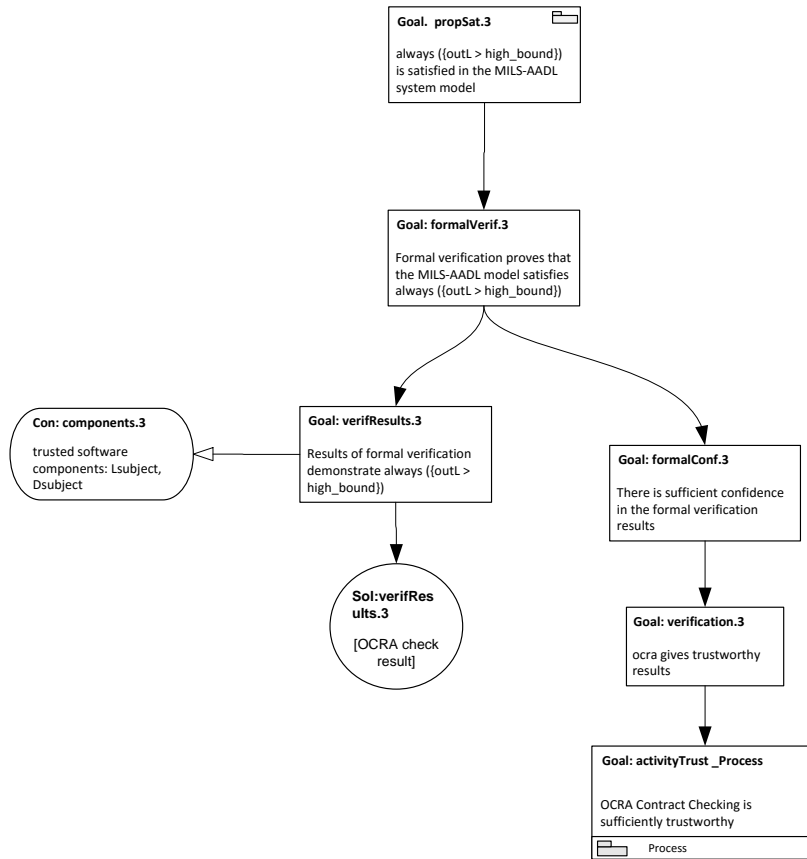 Goal.  propSat.3
always ({outL > high_bound})
is satisfied in the MILS-AADL
system model
Goal: formalVerif.3
Formal verification proves that
the MILS-AADL model satisfies
always ({outL > high_bound})
Con: components.3
trusted software
components: Lsubject,
Dsubject
Goal: verifResults.3
Results of formal verification
demonstrate always ({outL >
high_bound})
Goal: formalConf.3
There is sufficient confidence
in the formal verification
results
Sol:verifRes
ults.3
[OCRA check
result]
Goal: verification.3
ocra gives trustworthy
results
Goal: activityTrust _Process
OCRA Contract Checking is
sufficiently trustworthy
Process